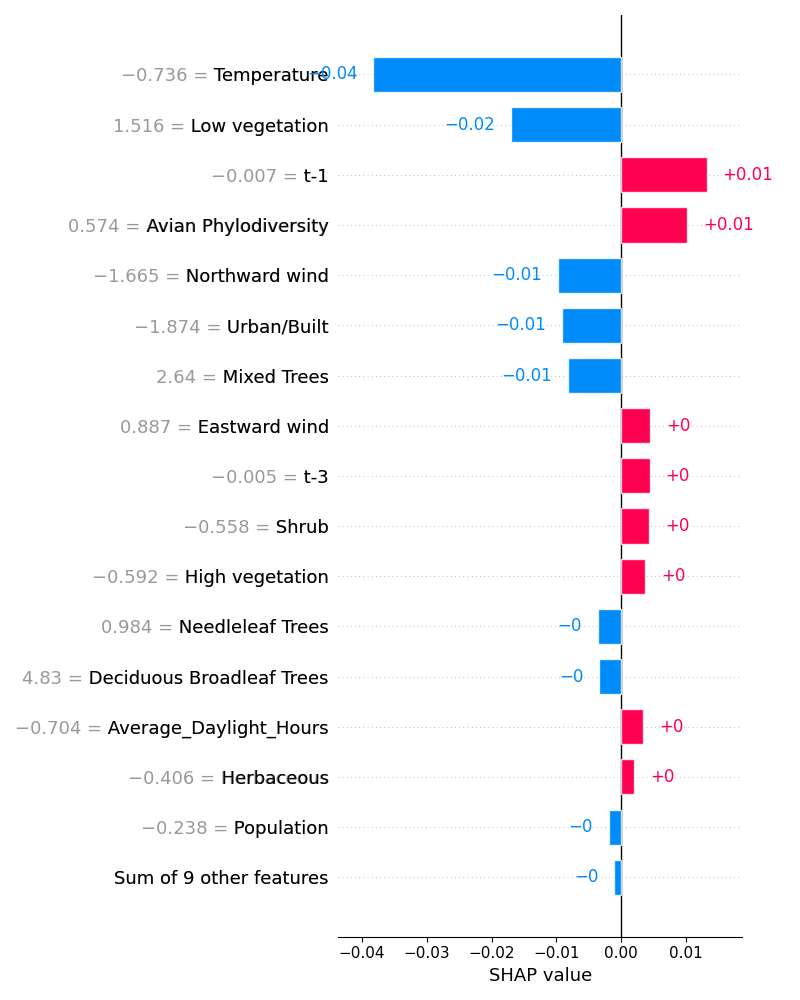 −0.736 = Temperature −0.04
1.516 = Low vegetation −0.02
−0.007 = t-1 +0.01
0.574 = Avian Phylodiversity +0.01
−1.665 = Northward wind −0.01
−1.874 = Urban/Built −0.01
2.64 = Mixed Trees −0.01
0.887 = Eastward wind +0
−0.005 = t-3 +0
−0.558 = Shrub +0
−0.592 = High vegetation +0
0.984 = Needleleaf Trees −0
4.83 = Deciduous Broadleaf Trees −0
−0.704 = Average_Daylight_Hours +0
−0.406 = Herbaceous +0
−0.238 = Population −0
Sum of 9 other features −0
−0.04 −0.03 −0.02 −0.01 0.00 0.01
SHAP value